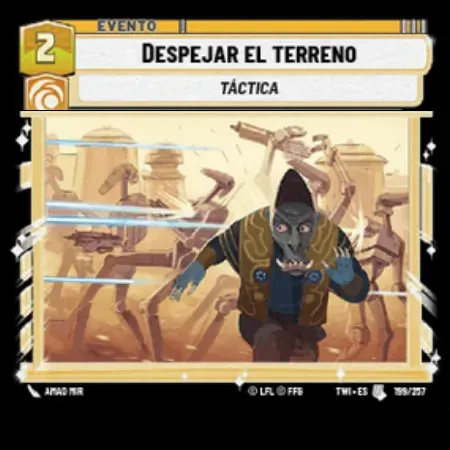 EVENTO
2
DESPEJAR EL TERRENO
TÁCTICA
AMAD MIR
© LFL © FFG
TWI • ES
199/257